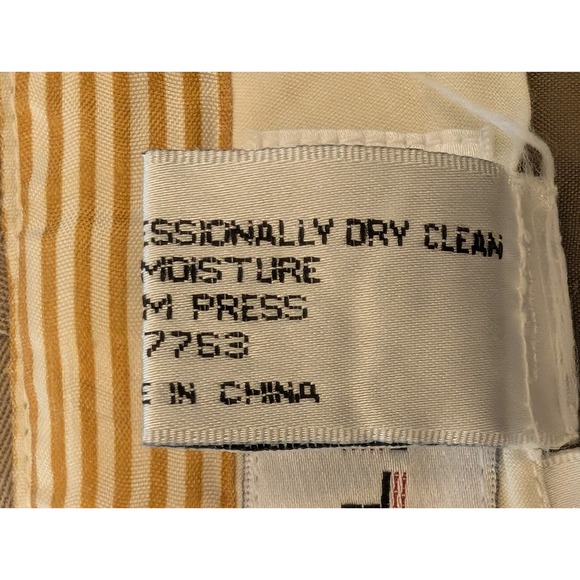 ESSIONALLY DRY CLEAN
MOISTURE
M PRESS
7763
E IN CHINA